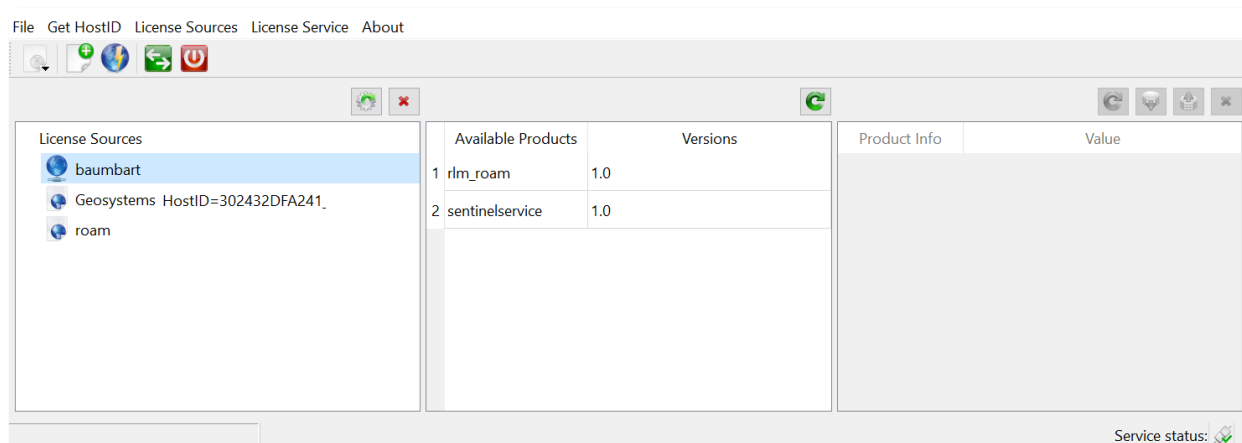 File Get HostID License Sources License Service About
License Sources
baumbart
Geosystems HostID=302432DFA241_
roam
Available Products Versions
1 rlm_roam 1.0
2 sentinelservice 1.0
Product Info Value
Service status: